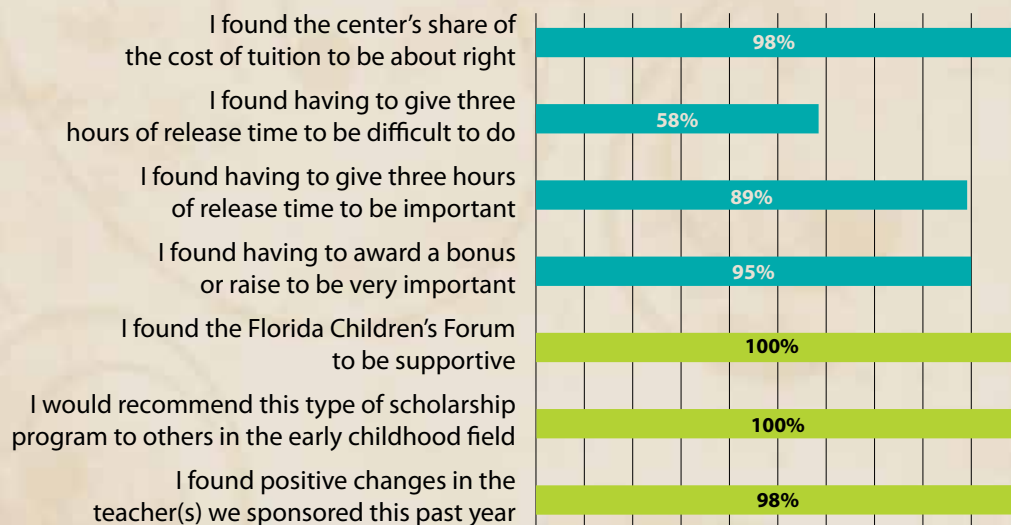 I found the center’s share of
the cost of tuition to be about right
98%
I found having to give three
hours of release time to be difficult to do
58%
I found having to give three hours
of release time to be important
89%
I found having to award a bonus
or raise to be very important
95%
I found the Florida Children’s Forum
to be supportive
100%
I would recommend this type of scholarship
program to others in the early childhood field
100%
I found positive changes in the
teacher(s) we sponsored this past year
98%